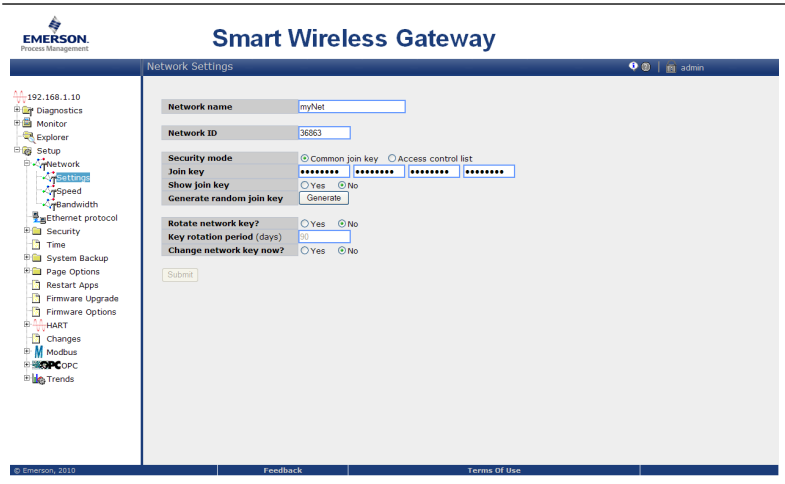 EMERSON.
Process Management
Smart Wireless Gateway
Network Settings
admin
192.168.1.10
Diagnostics
Monitor
Explorer
Setup
Network
Settings
Speed
Bandwidth
Ethernet protocol
Security
Time
System Backup
Page Options
Restart Apps
Firmware Upgrade
Firmware Options
HART
Changes
M Modbus
OPC OPC
Trends
Network name myNet
Network ID 36863
Security mode Common join key Access control list
Join key •••••••• •••••••• •••••••• ••••••••
Show join key Yes No
Generate random join key Generate
Rotate network key? Yes No
Key rotation period (days) 90
Change network key now? Yes No
Submit
© Emerson, 2010 Feedback Terms Of Use